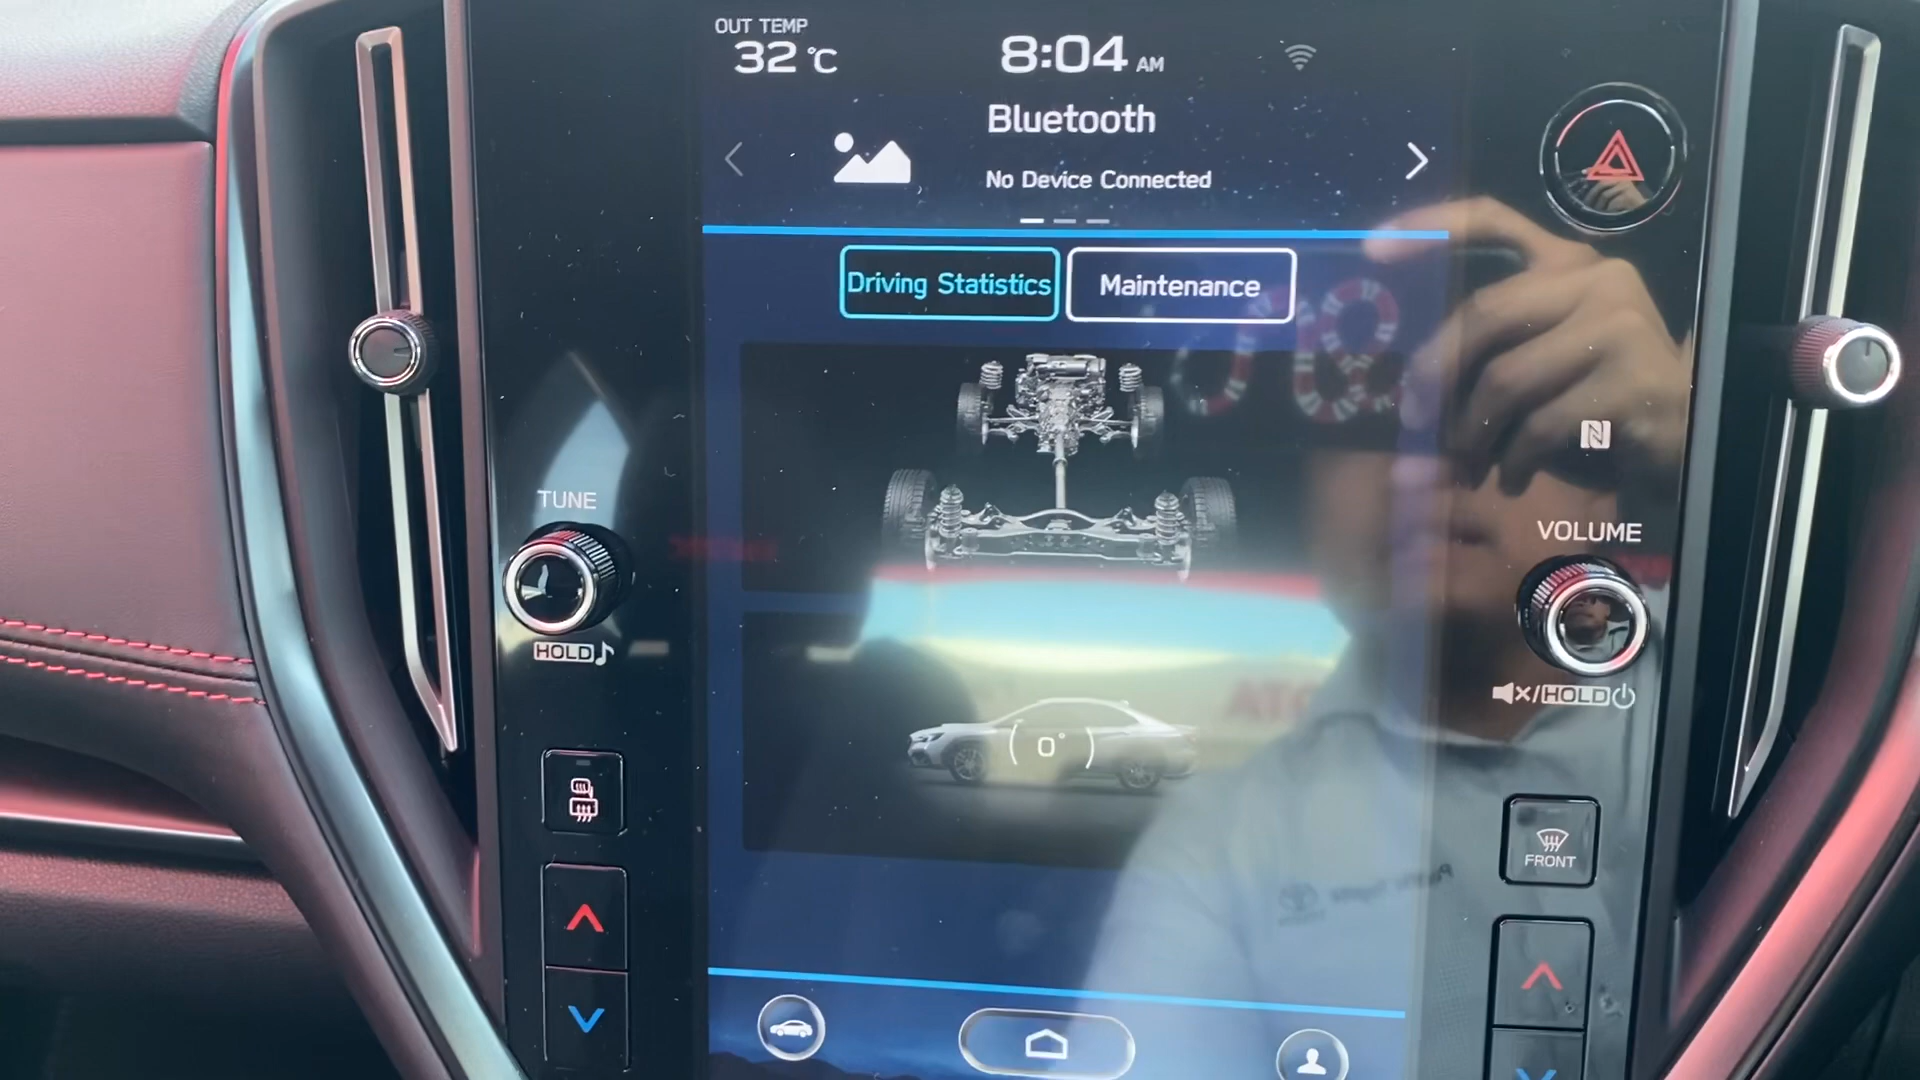 OUT TEMP
32 °C
8:04 AM
Bluetooth
No Device Connected
Driving Statistics
Maintenance
TUNE
HOLD
VOLUME
/HOLD
0°
FRONT